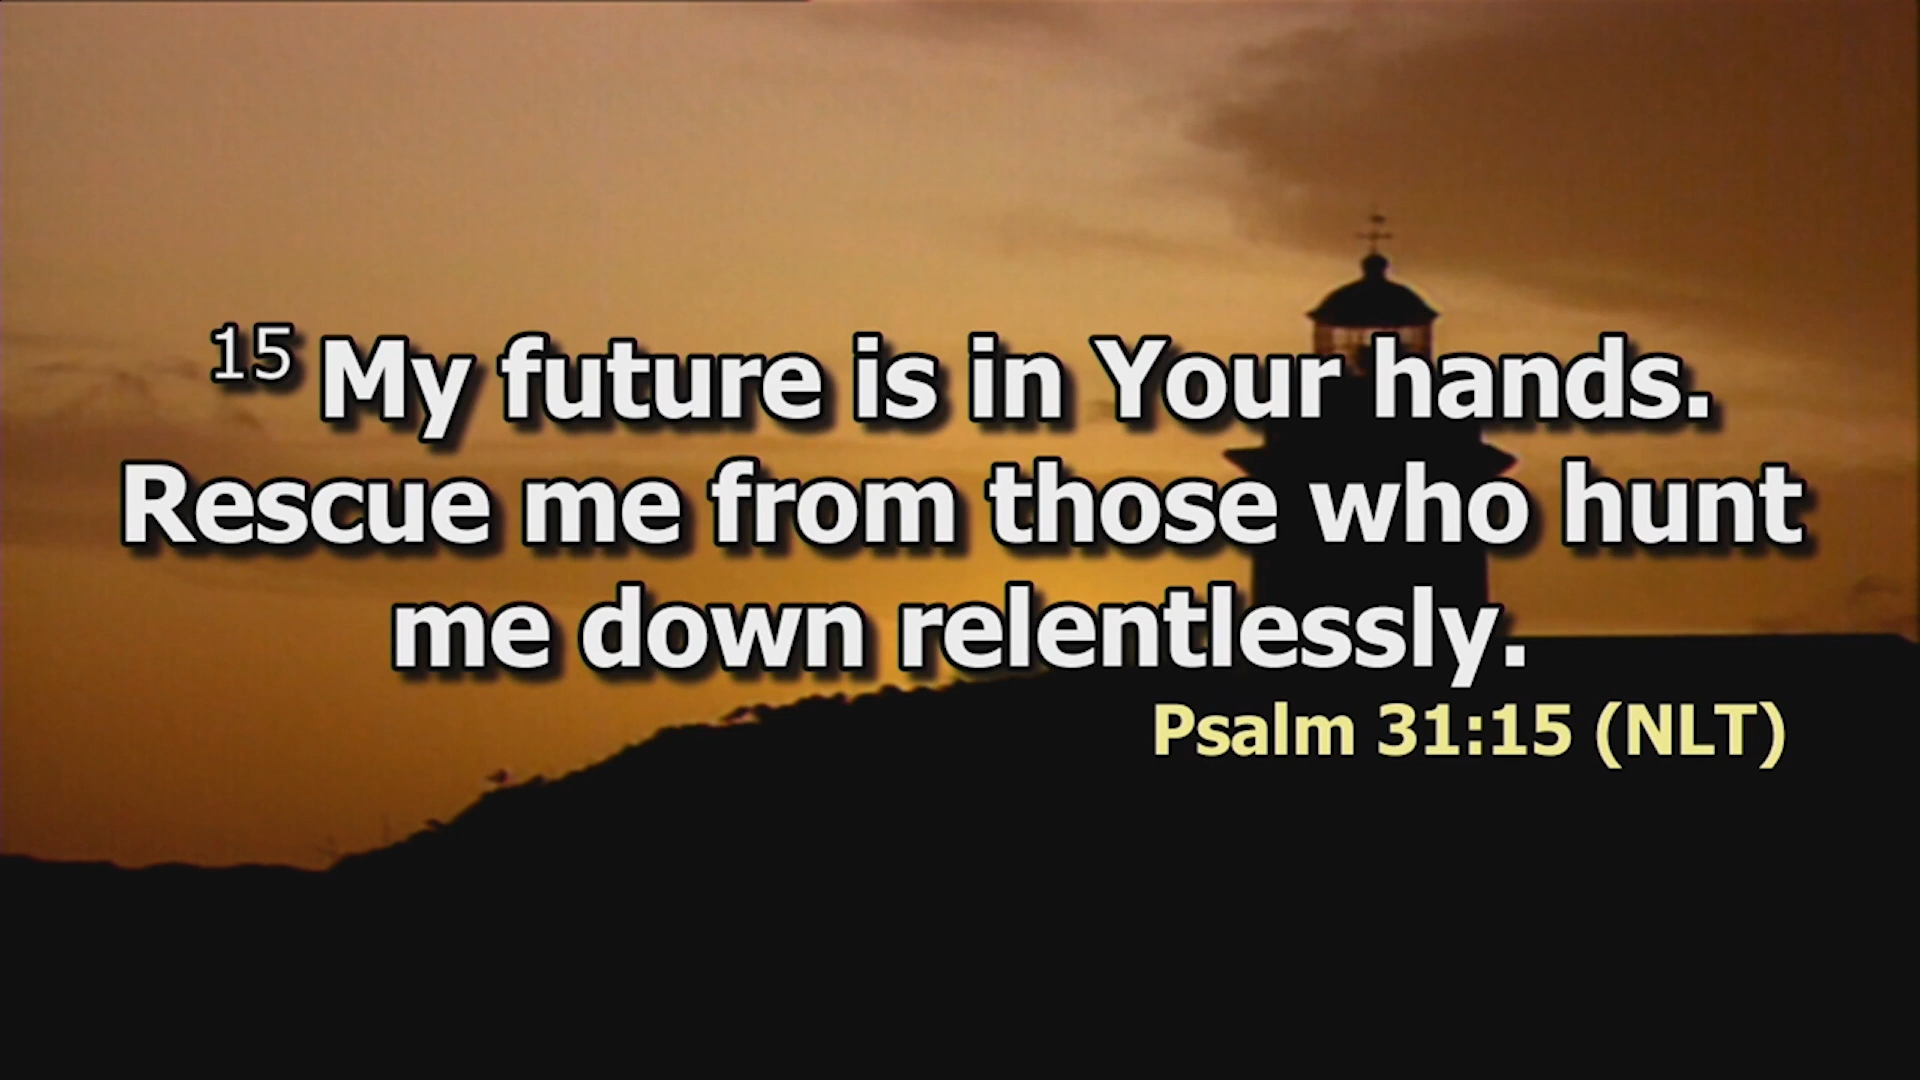 15 My future is in Your hands.
Rescue me from those who hunt
me down relentlessly.
Psalm 31:15 (NLT)